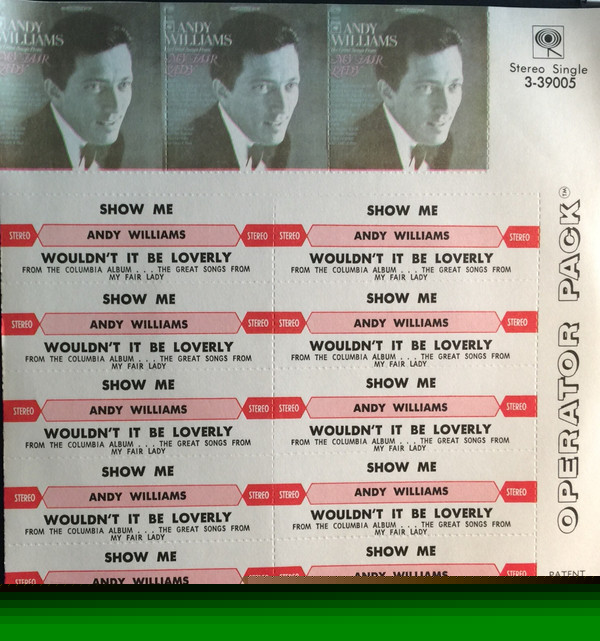 ANDY
WILLIAMS
MY FAIR
LADY
ANDY
WILLIAMS
MY FAIR
LADY
ANDY
WILLIAMS
MY FAIR
LADY
Stereo Single
3-39005
OPERATOR PACK™
SHOW ME
SHOW ME
STEREO ANDY WILLIAMS STEREO
ANDY WILLIAMS STEREO
WOULDN'T IT BE LOVERLY
WOULDN'T IT BE LOVERLY
FROM THE COLUMBIA ALBUM . . . THE GREAT SONGS FROM
MY FAIR LADY
FROM THE COLUMBIA ALBUM . . . THE GREAT SONGS FROM
MY FAIR LADY
SHOW ME
SHOW ME
STEREO ANDY WILLIAMS STEREO
STEREO ANDY WILLIAMS STEREO
WOULDN'T IT BE LOVERLY
WOULDN'T IT BE LOVERLY
FROM THE COLUMBIA ALBUM . . . THE GREAT SONGS FROM
MY FAIR LADY
FROM THE COLUMBIA ALBUM . . . THE GREAT SONGS FROM
MY FAIR LADY
SHOW ME
SHOW ME
STEREO ANDY WILLIAMS STEREO
STEREO ANDY WILLIAMS STEREO
WOULDN'T IT BE LOVERLY
WOULDN'T IT BE LOVERLY
FROM THE COLUMBIA ALBUM . . . THE GREAT SONGS FROM
MY FAIR LADY
FROM THE COLUMBIA ALBUM . . . THE GREAT SONGS FROM
MY FAIR LADY
SHOW ME
SHOW ME
STEREO ANDY WILLIAMS STEREO
STEREO ANDY WILLIAMS STEREO
WOULDN'T IT BE LOVERLY
WOULDN'T IT BE LOVERLY
FROM THE COLUMBIA ALBUM . . . THE GREAT SONGS FROM
MY FAIR LADY
FROM THE COLUMBIA ALBUM . . . THE GREAT SONGS FROM
MY FAIR LADY
SHOW ME
SHOW ME
STEREO ANDY WILLIAMS STEREO
STEREO ANDY WILLIAMS STEREO
PATENT